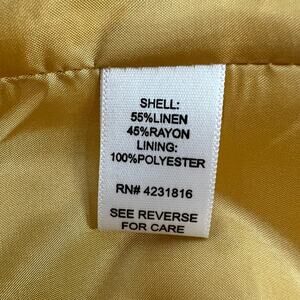 SHELL:
55%LINEN
45%RAYON
LINING:
100%POLYESTER
RN# 4231816
SEE REVERSE
FOR CARE